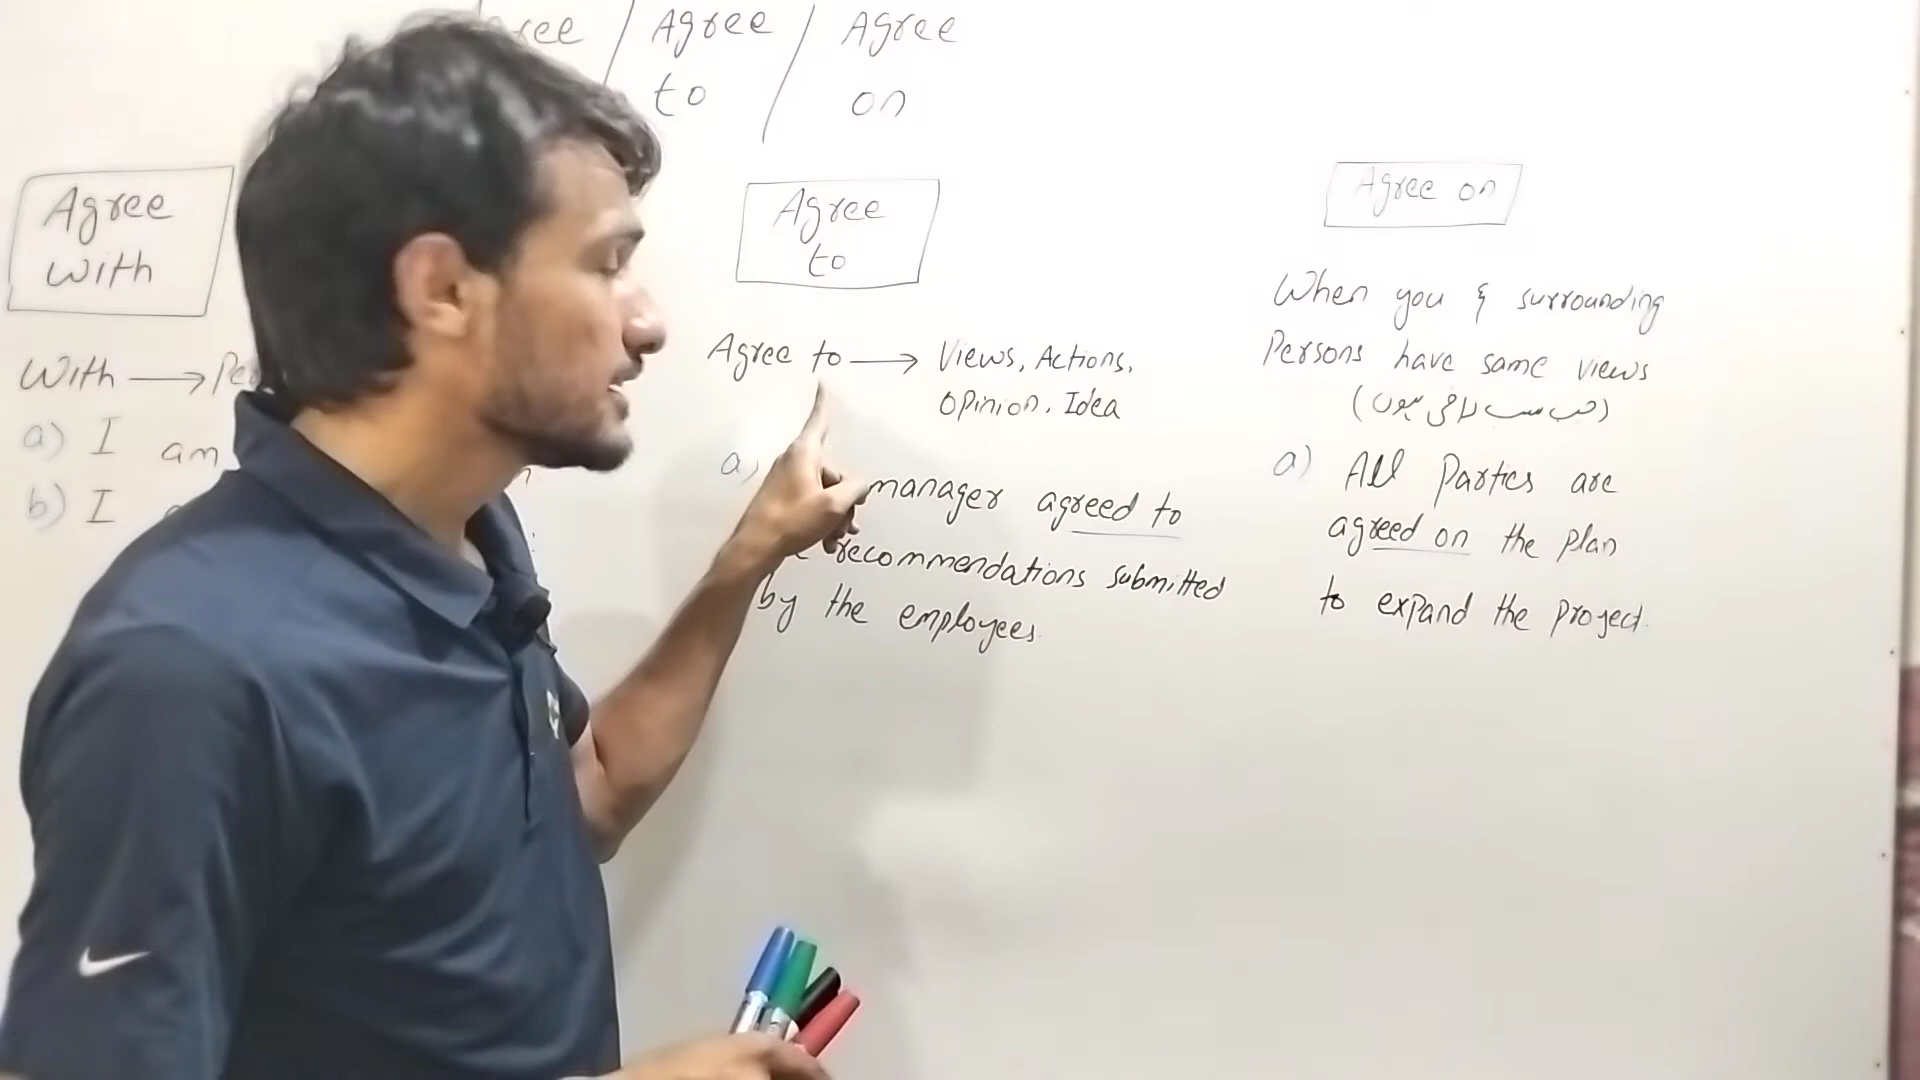 Agree to
Agree on
Agree
with
With → Pe
a) I am
b) I
Agree
to
Agree to → Views, Actions,
Opinion. Idea
a)
manager agreed to
recommendations submitted
by the employees.
Agree on
When you & surrounding
Persons have same views
a) All Parties are
agreed on the plan
to expand the proyect.